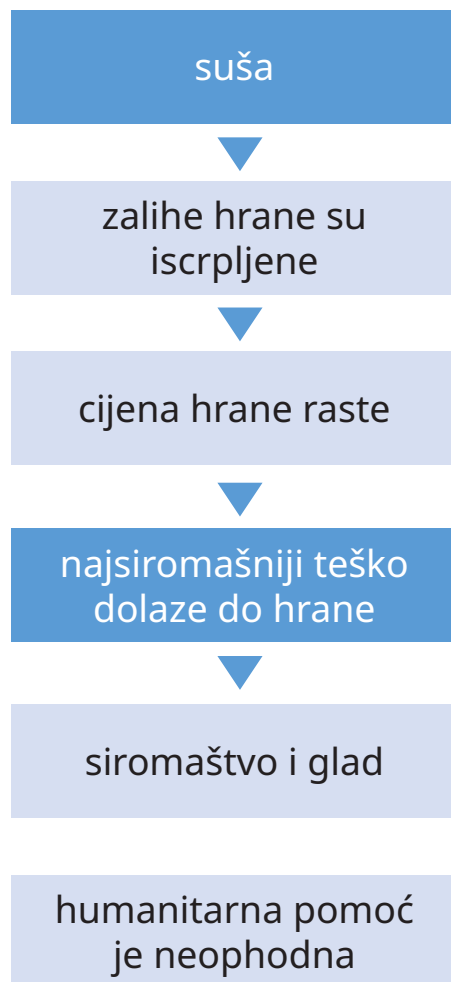 suša
zalihe hrane su
iscrpljene
cijena hrane raste
najsiromašniji teško
dolaze do hrane
siromaštvo i glad
humanitarna pomoć
je neophodna